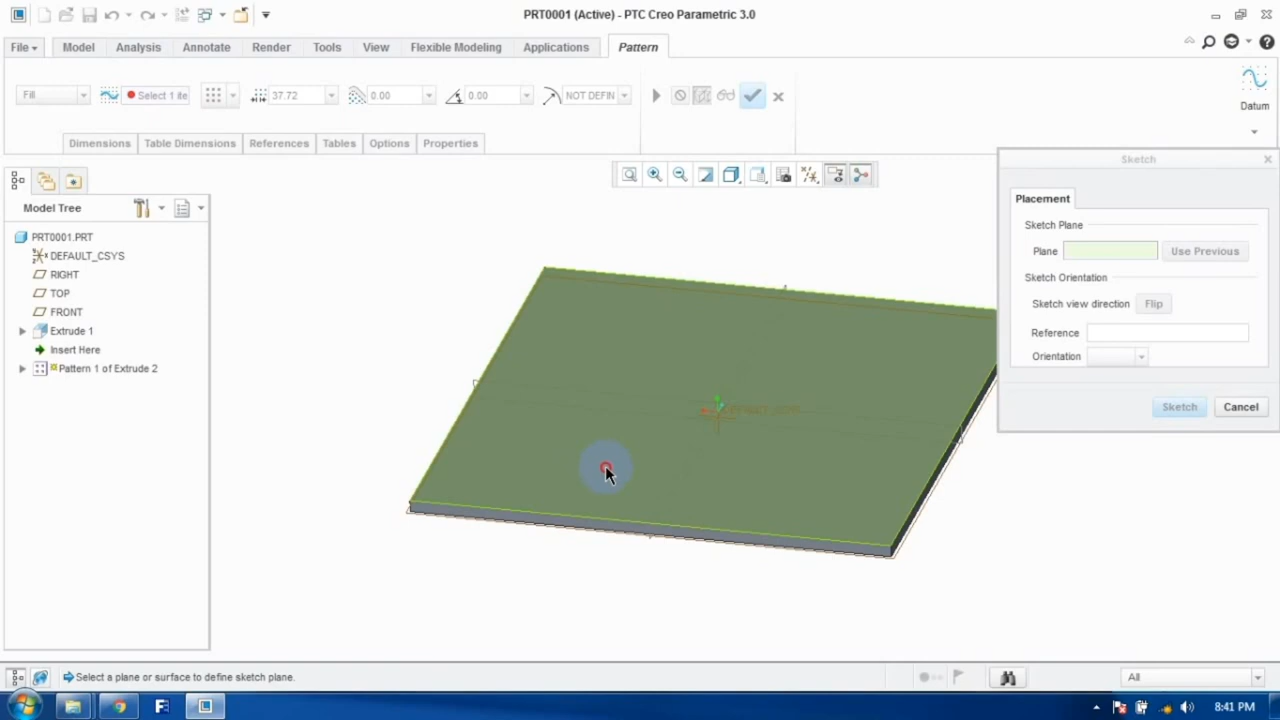 PRT0001 (Active) - PTC Creo Parametric 3.0
File Model Analysis Annotate Render Tools View Flexible Modeling Applications Pattern
Fill Select 1 ite 37.72 0.00 0.00 NOT DEFIN
Datum
Dimensions Table Dimensions References Tables Options Properties
Sketch
Model Tree
PRT0001.PRT
DEFAULT_CSYS
RIGHT
TOP
FRONT
Extrude 1
Insert Here
Pattern 1 of Extrude 2
DEFAULT_CSYS
Placement
Sketch Plane
Plane Use Previous
Sketch Orientation
Sketch view direction Flip
Reference
Orientation
Sketch Cancel
Select a plane or surface to define sketch plane.
All
8:41 PM